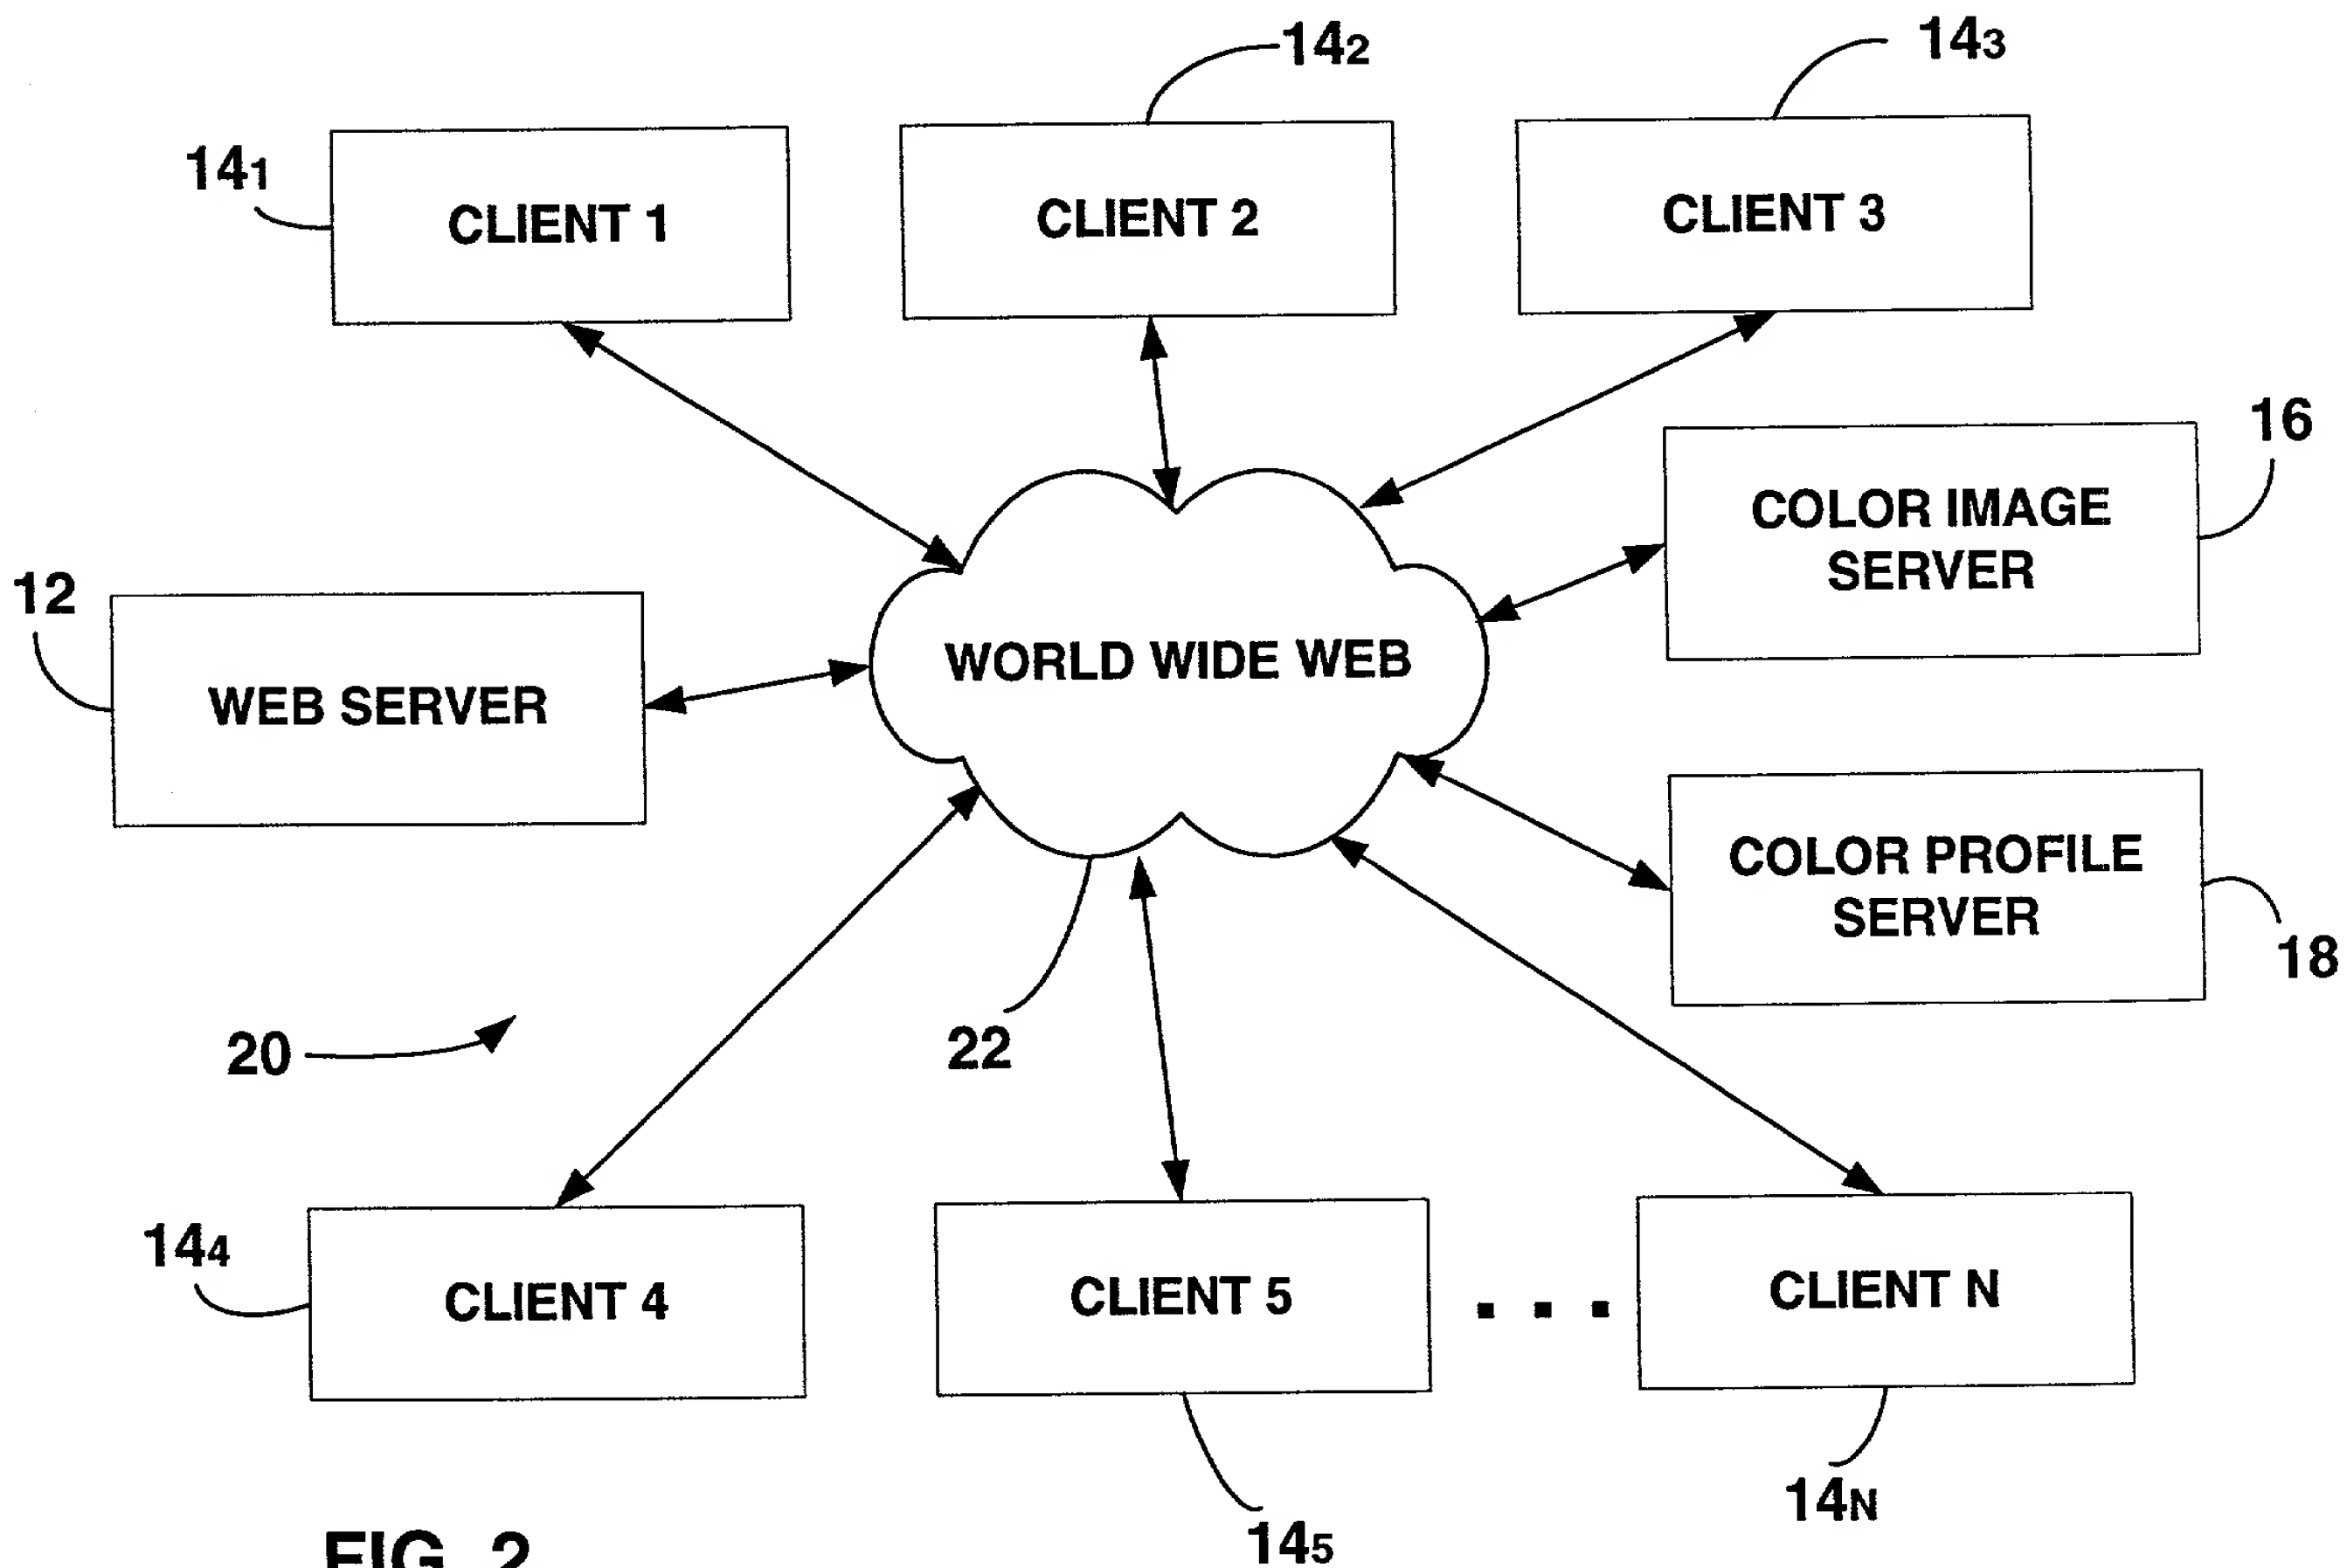 14₂
14₃
14₁
CLIENT 1
CLIENT 2
CLIENT 3
16
COLOR IMAGE
SERVER
12
WEB SERVER
WORLD WIDE WEB
COLOR PROFILE
SERVER
18
20
22
14₄
CLIENT 4
CLIENT 5
. . .
CLIENT N
14N
14₅
FIG. 2